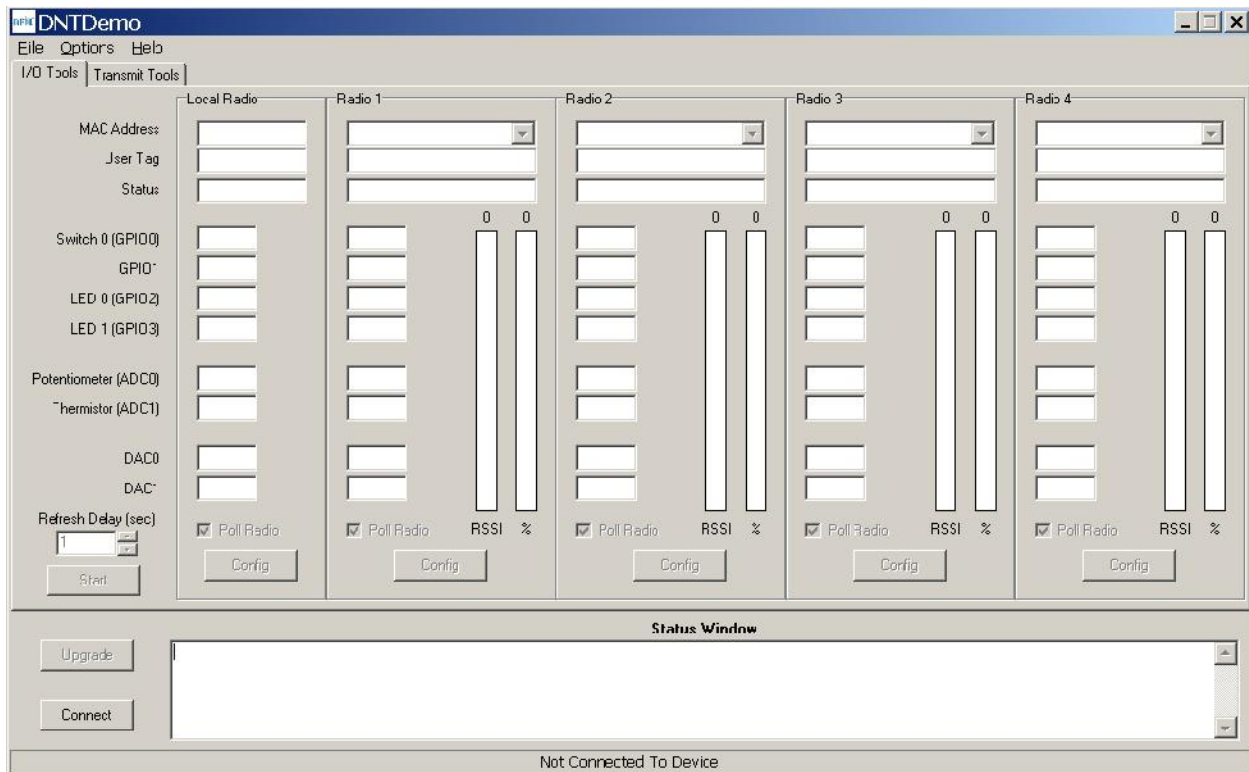 DNTDemo
File Options Help
I/O Tools Transmit Tools
Local Radio Radio 1 Radio 2 Radio 3 Radio 4
MAC Address
User Tag
Status
0 0 0 0 0 0 0 0
Switch 0 (GPIO0)
GPIO1
LED 0 (GPIO2)
LED 1 (GPIO3)
Potentiometer (ADC0)
Thermistor (ADC1)
DAC0
DAC1
Refresh Delay (sec)
1
Poll Radio Poll Radio RSSI % Poll Radio RSSI % Poll Radio RSSI % Poll Radio RSSI %
Start Config Config Config Config Config
Status Window
Upgrade
Connect
Not Connected To Device